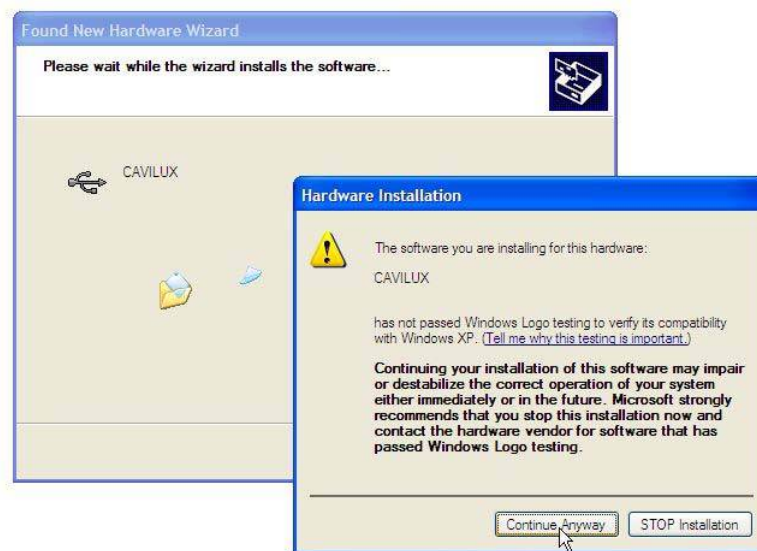 Found New Hardware Wizard
Please wait while the wizard installs the software...
CAVILUX
Hardware Installation
The software you are installing for this hardware:
CAVILUX
has not passed Windows Logo testing to verify its compatibility
with Windows XP. (Tell me why this testing is important.)
Continuing your installation of this software may impair
or destabilize the correct operation of your system
either immediately or in the future. Microsoft strongly
recommends that you stop this installation now and
contact the hardware vendor for software that has
passed Windows Logo testing.
Continue Anyway
STOP Installation